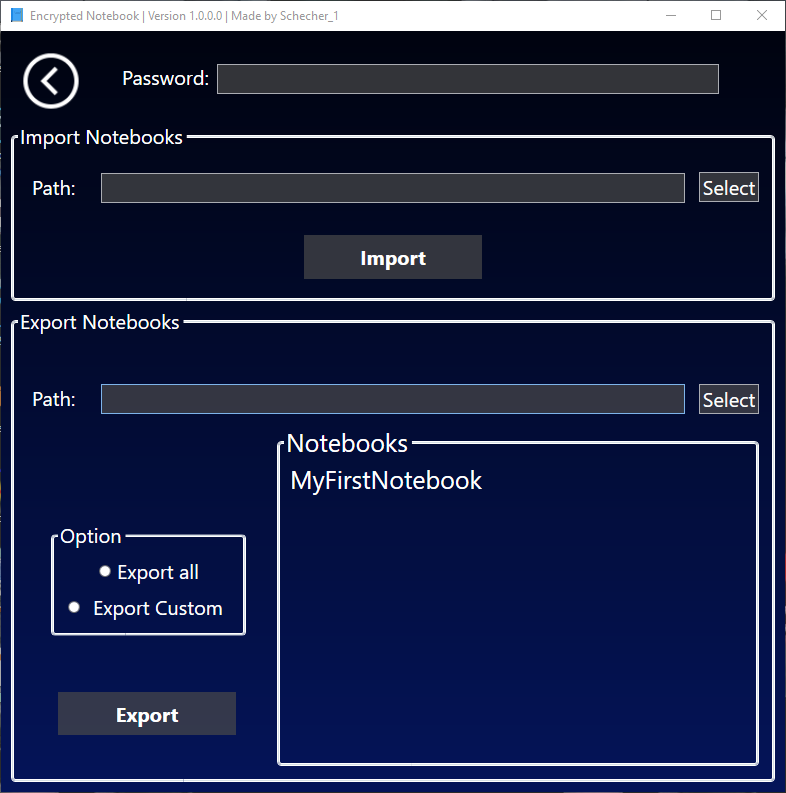 Encrypted Notebook | Version 1.0.0.0 | Made by Schecher_1
Password:
Import Notebooks
Path:
Select
Import
Export Notebooks
Path:
Select
Notebooks
MyFirstNotebook
Option
Export all
Export Custom
Export